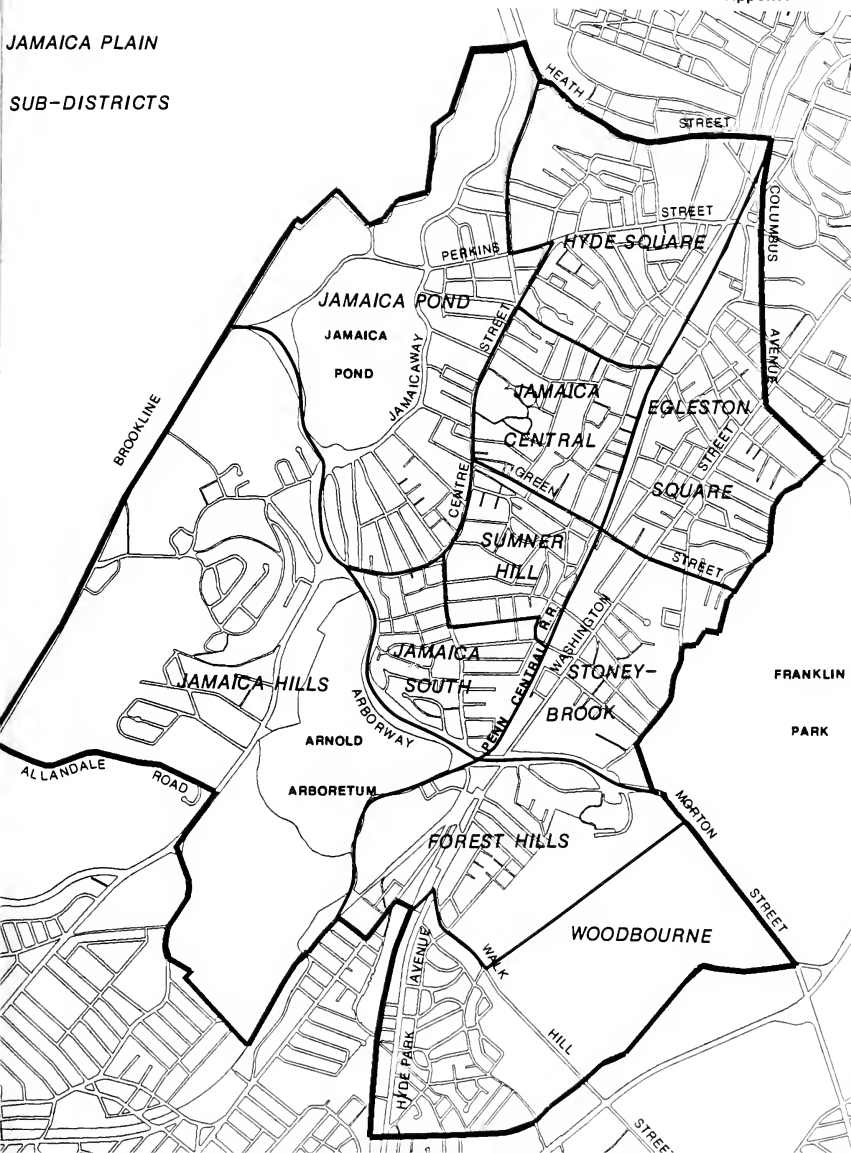 JAMAICA PLAIN
SUB-DISTRICTS
HEATH
STREET
COLUMBUS
AVENUE
STREET
HYDE SQUARE
PERKINS
JAMAICA POND
JAMAICA
POND
JAMAICAWAY
STREET
CENTRE
JAMAICA
CENTRAL
EGLESTON
SQUARE
STREET
BROOKLINE
GREEN
STREET
SUMNER
HILL
WASHINGTON
PENN CENTRAL R.R.
JAMAICA
SOUTH
STONEY-
BROOK
FRANKLIN
PARK
JAMAICA HILLS
ARBORWAY
ARNOLD
ARBORETUM
ALLANDALE
ROAD
MORTON
STREET
FOREST HILLS
WOODBOURNE
WALK
HILL
STREET
HYDE PARK
AVENUE